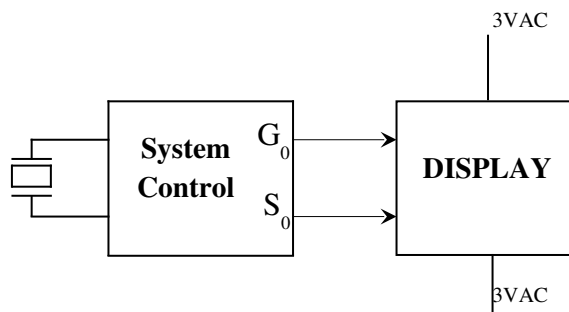 3VAC
System
Control
G0
S0
DISPLAY
3VAC